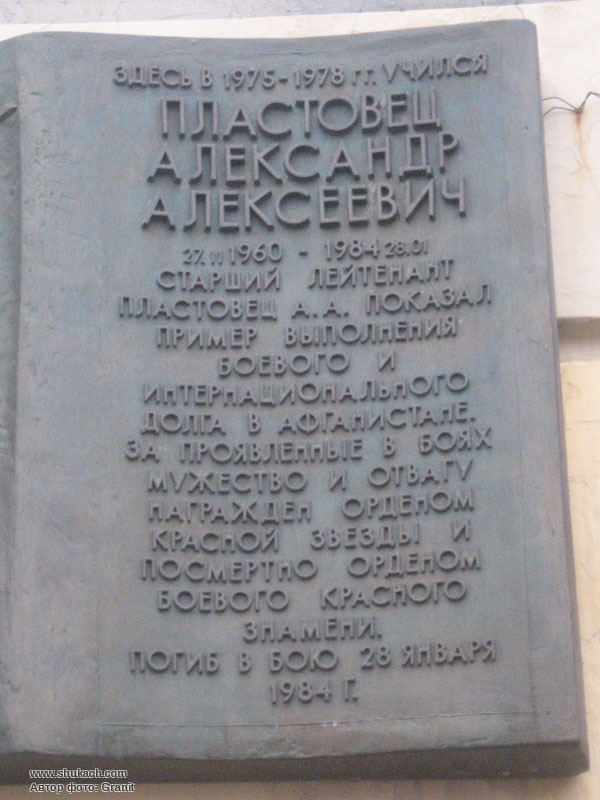 ЗДЕСЬ В 1975-1978 ГГ. УЧИЛСЯ
ПЛАСТОВЕЦ
АЛЕКСАНДР
АЛЕКСЕЕВИЧ
27.11 1960 - 1984 28.01
СТАРШИЙ ЛЕЙТЕНАНТ
ПЛАСТОВЕЦ А.А. ПОКАЗАЛ
ПРИМЕР ВЫПОЛНЕНИЯ
БОЕВОГО И
ИНТЕРНАЦИОНАЛЬНОГО
ДОЛГА В АФГАНИСТАНЕ.
ЗА ПРОЯВЛЕННЫЕ В БОЯХ
МУЖЕСТВО И ОТВАГУ
НАГРАЖДЕН ОРДЕНОМ
КРАСНОЙ ЗВЕЗДЫ И
ПОСМЕРТНО ОРДЕНОМ
БОЕВОГО КРАСНОГО
ЗНАМЕНИ.
ПОГИБ В БОЮ 28 ЯНВАРЯ
1984 Г.
www.shukach.com
Автор фото: Granit